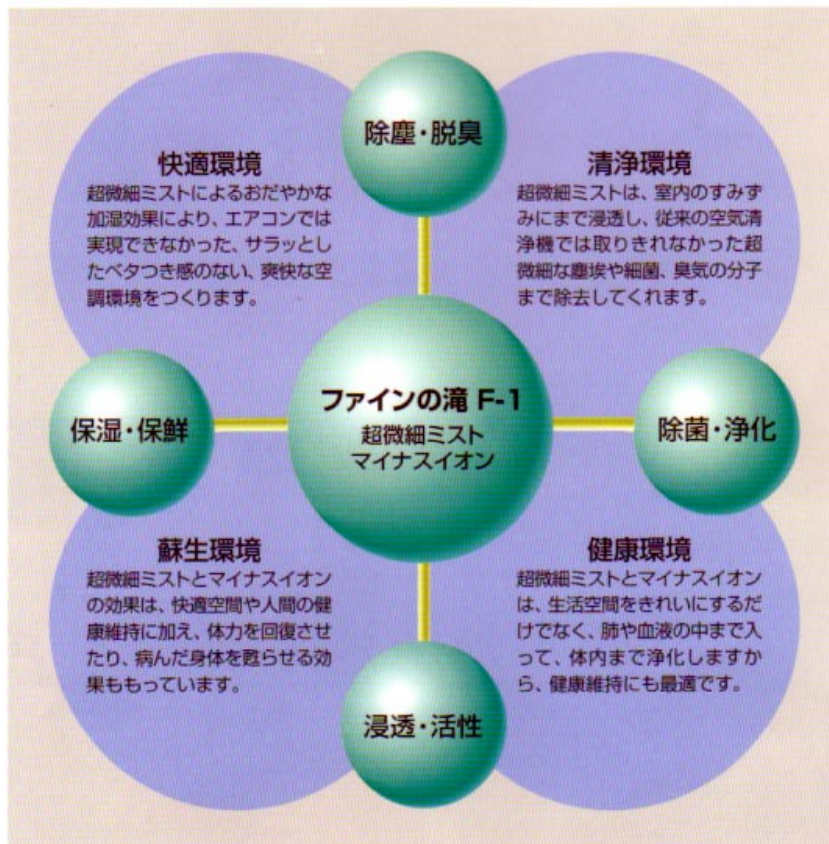 除塵・脱臭
快適環境
超微細ミストによるおだやかな
加湿効果により、エアコンでは
実現できなかった、サラッとし
たベタつき感のない、爽快な空
調環境をつくります。
清浄環境
超微細ミストは、室内のすみず
みにまで浸透し、従来の空気清
浄機では取りきれなかった超
微細な塵埃や細菌、臭気の分子
まで除去してくれます。
保湿・保鮮
ファインの滝 F-1
超微細ミスト
マイナスイオン
除菌・浄化
蘇生環境
超微細ミストとマイナスイオン
の効果は、快適空間や人間の健
康維持に加え、体力を回復させ
たり、病んだ身体を甦らせる効
果ももっています。
健康環境
超微細ミストとマイナスイオン
は、生活空間をきれいにするだ
けでなく、肺や血液の中まで入
って、体内まで浄化しますか
ら、健康維持にも最適です。
浸透・活性